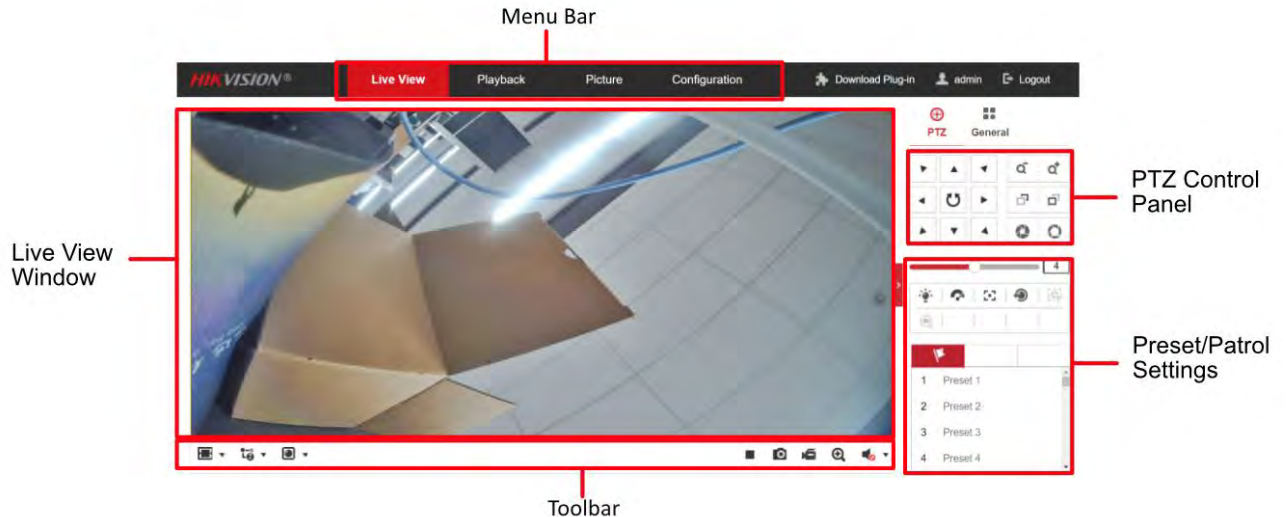 Menu Bar
HIKVISION®
Live View
Playback
Picture
Configuration
Download Plug-in
admin
Logout
PTZ
General
PTZ Control
Panel
Live View
Window
4
Preset/Patrol
Settings
1 Preset 1
2 Preset 2
3 Preset 3
4 Preset 4
Toolbar